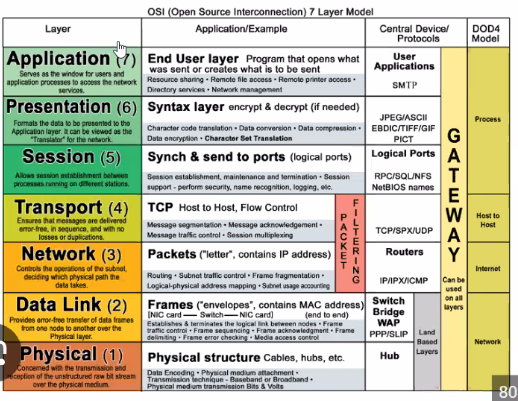 OSI (Open Source Interconnection) 7 Layer Model
Layer
Application/Example
Central Device/
Protocols
DOD4
Model
Application (7)
Serves as the window for users and
application processes to access the network
services.
End User layer Program that opens what
was sent or creates what is to be sent
Resource sharing • Remote file access • Remote printer access •
Directory services • Network management
User
Applications
SMTP
Presentation (6)
Formats the data to be presented to the
Application layer. It can be viewed as the
"Translator" for the network.
Syntax layer encrypt & decrypt (if needed)
Character code translation • Data conversion • Data compression •
Data encryption • Character Set Translation
JPEG/ASCII
EBDIC/TIFF/GIF
PICT
Process
Session (5)
Allows session establishment between
processes running on different stations.
Synch & send to ports (logical ports)
Session establishment, maintenance and termination • Session
support - perform security, name recognition, logging, etc.
Logical Ports
RPC/SQL/NFS
NetBIOS names
Transport (4)
Ensures that messages are delivered
error-free, in sequence, and with no
losses or duplications.
TCP Host to Host, Flow Control
Message segmentation • Message acknowledgement •
Message traffic control • Session multiplexing
PACKET
FILTERING
TCP/SPX/UDP
Host to
Host
Network (3)
Controls the operations of the subnet,
deciding which physical path the
data takes.
Packets ("letter", contains IP address)
Routing • Subnet traffic control • Frame fragmentation •
Logical-physical address mapping • Subnet usage accounting
Routers
IP/IPX/ICMP
Internet
GATEWAY
Can be
used
on all
layers
Data Link (2)
Provides error-free transfer of data frames
from one node to another over the
Physical layer.
Frames ("envelopes", contains MAC address)
[NIC card — Switch— NIC card] (end to end)
Establishes & terminates the logical link between nodes • Frame
traffic control • Frame sequencing • Frame acknowledgment • Frame
delimiting • Frame error checking • Media access control
Switch
Bridge
WAP
PPP/SLIP
Land
Based
Layers
Network
Physical (1)
Concerned with the transmission and
reception of the unstructured raw bit stream
over the physical medium.
Physical structure Cables, hubs, etc.
Data Encoding • Physical medium attachment •
Transmission technique - Baseband or Broadband •
Physical medium transmission Bits & Volts
Hub
80